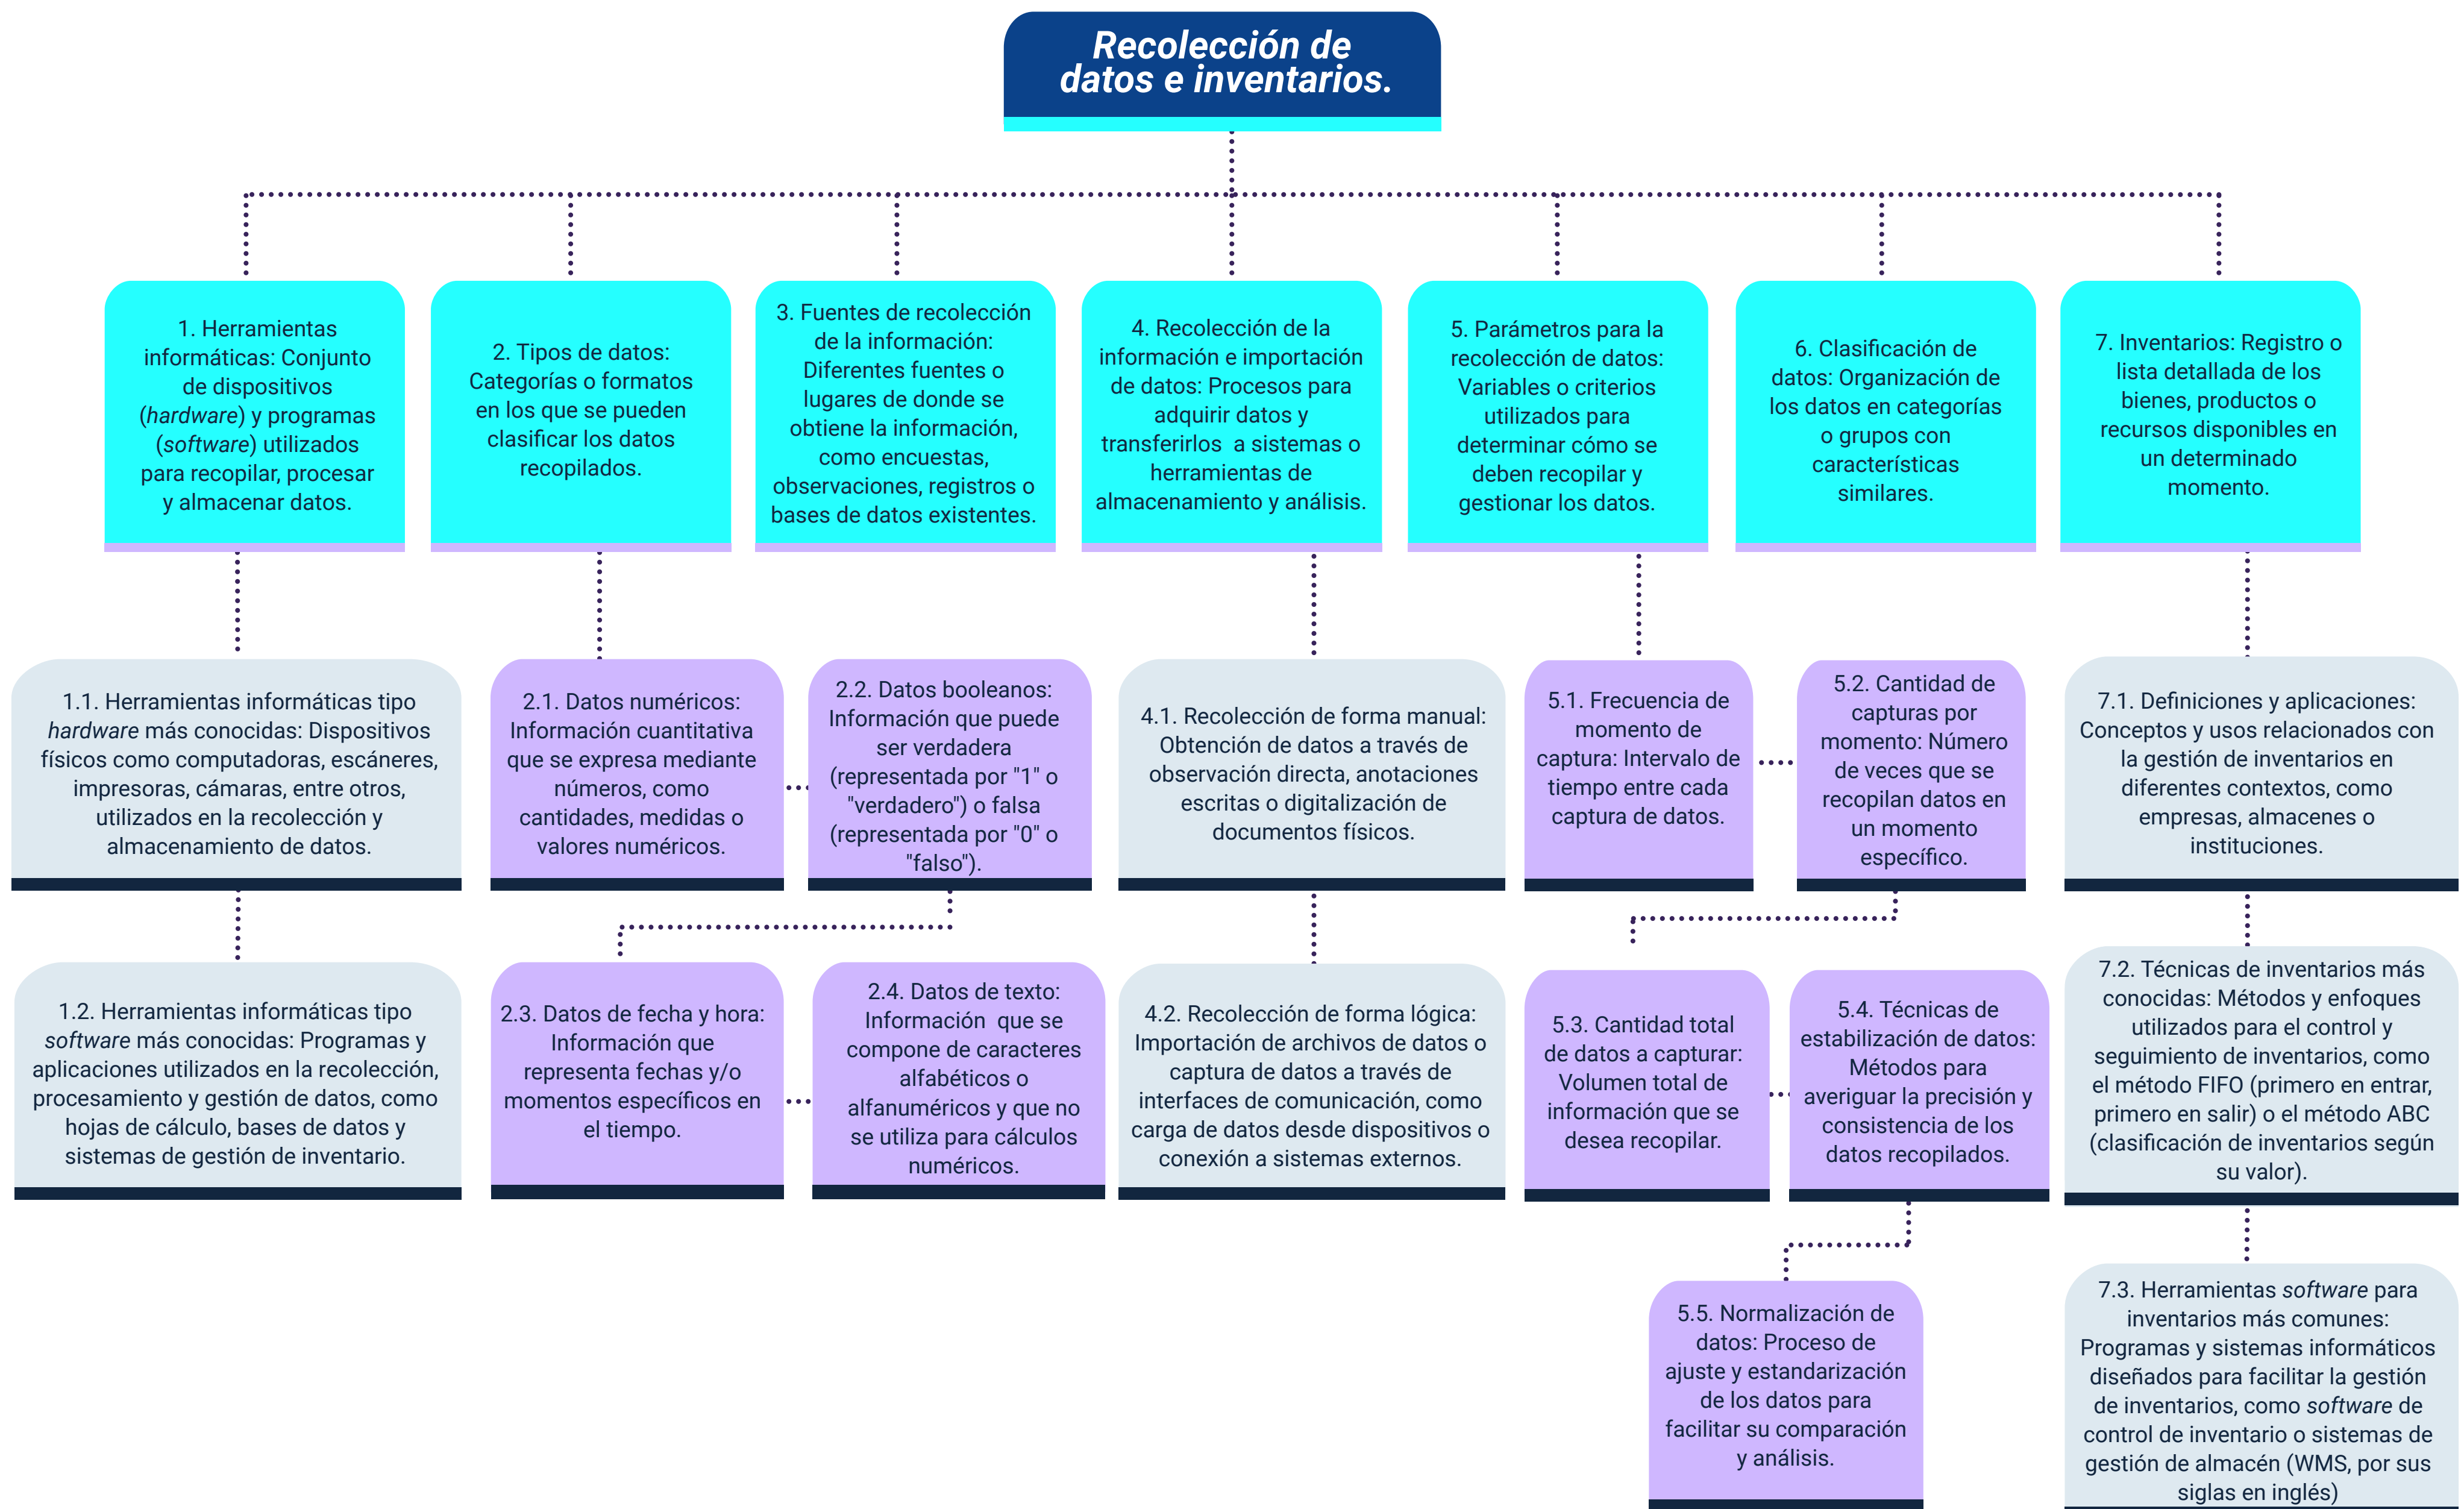 Recolección de
datos e inventarios.
1. Herramientas
informáticas: Conjunto
de dispositivos
(hardware) y programas
(software) utilizados
para recopilar, procesar
y almacenar datos.
2. Tipos de datos:
Categorías o formatos
en los que se pueden
clasificar los datos
recopilados.
3. Fuentes de recolección
de la información:
Diferentes fuentes o
lugares de donde se
obtiene la información,
como encuestas,
observaciones, registros o
bases de datos existentes.
4. Recolección de la
información e importación
de datos: Procesos para
adquirir datos y
transferirlos a sistemas o
herramientas de
almacenamiento y análisis.
5. Parámetros para la
recolección de datos:
Variables o criterios
utilizados para
determinar cómo se
deben recopilar y
gestionar los datos.
6. Clasificación de
datos: Organización de
los datos en categorías
o grupos con
características
similares.
7. Inventarios: Registro o
lista detallada de los
bienes, productos o
recursos disponibles en
un determinado
momento.
1.1. Herramientas informáticas tipo
hardware más conocidas: Dispositivos
físicos como computadoras, escáneres,
impresoras, cámaras, entre otros,
utilizados en la recolección y
almacenamiento de datos.
2.1. Datos numéricos:
Información cuantitativa
que se expresa mediante
números, como
cantidades, medidas o
valores numéricos.
2.2. Datos booleanos:
Información que puede
ser verdadera
(representada por "1" o
"verdadero") o falsa
(representada por "0" o
"falso").
4.1. Recolección de forma manual:
Obtención de datos a través de
observación directa, anotaciones
escritas o digitalización de
documentos físicos.
5.1. Frecuencia de
momento de
captura: Intervalo de
tiempo entre cada
captura de datos.
5.2. Cantidad de
capturas por
momento: Número
de veces que se
recopilan datos en
un momento
específico.
7.1. Definiciones y aplicaciones:
Conceptos y usos relacionados con
la gestión de inventarios en
diferentes contextos, como
empresas, almacenes o
instituciones.
1.2. Herramientas informáticas tipo
software más conocidas: Programas y
aplicaciones utilizados en la recolección,
procesamiento y gestión de datos, como
hojas de cálculo, bases de datos y
sistemas de gestión de inventario.
2.3. Datos de fecha y hora:
Información que
representa fechas y/o
momentos específicos en
el tiempo.
2.4. Datos de texto:
Información que se
compone de caracteres
alfabéticos o
alfanuméricos y que no
se utiliza para cálculos
numéricos.
4.2. Recolección de forma lógica:
Importación de archivos de datos o
captura de datos a través de
interfaces de comunicación, como
carga de datos desde dispositivos o
conexión a sistemas externos.
5.3. Cantidad total
de datos a capturar:
Volumen total de
información que se
desea recopilar.
5.4. Técnicas de
estabilización de datos:
Métodos para
averiguar la precisión y
consistencia de los
datos recopilados.
7.2. Técnicas de inventarios más
conocidas: Métodos y enfoques
utilizados para el control y
seguimiento de inventarios, como
el método FIFO (primero en entrar,
primero en salir) o el método ABC
(clasificación de inventarios según
su valor).
5.5. Normalización de
datos: Proceso de
ajuste y estandarización
de los datos para
facilitar su comparación
y análisis.
7.3. Herramientas software para
inventarios más comunes:
Programas y sistemas informáticos
diseñados para facilitar la gestión
de inventarios, como software de
control de inventario o sistemas de
gestión de almacén (WMS, por sus
siglas en inglés)